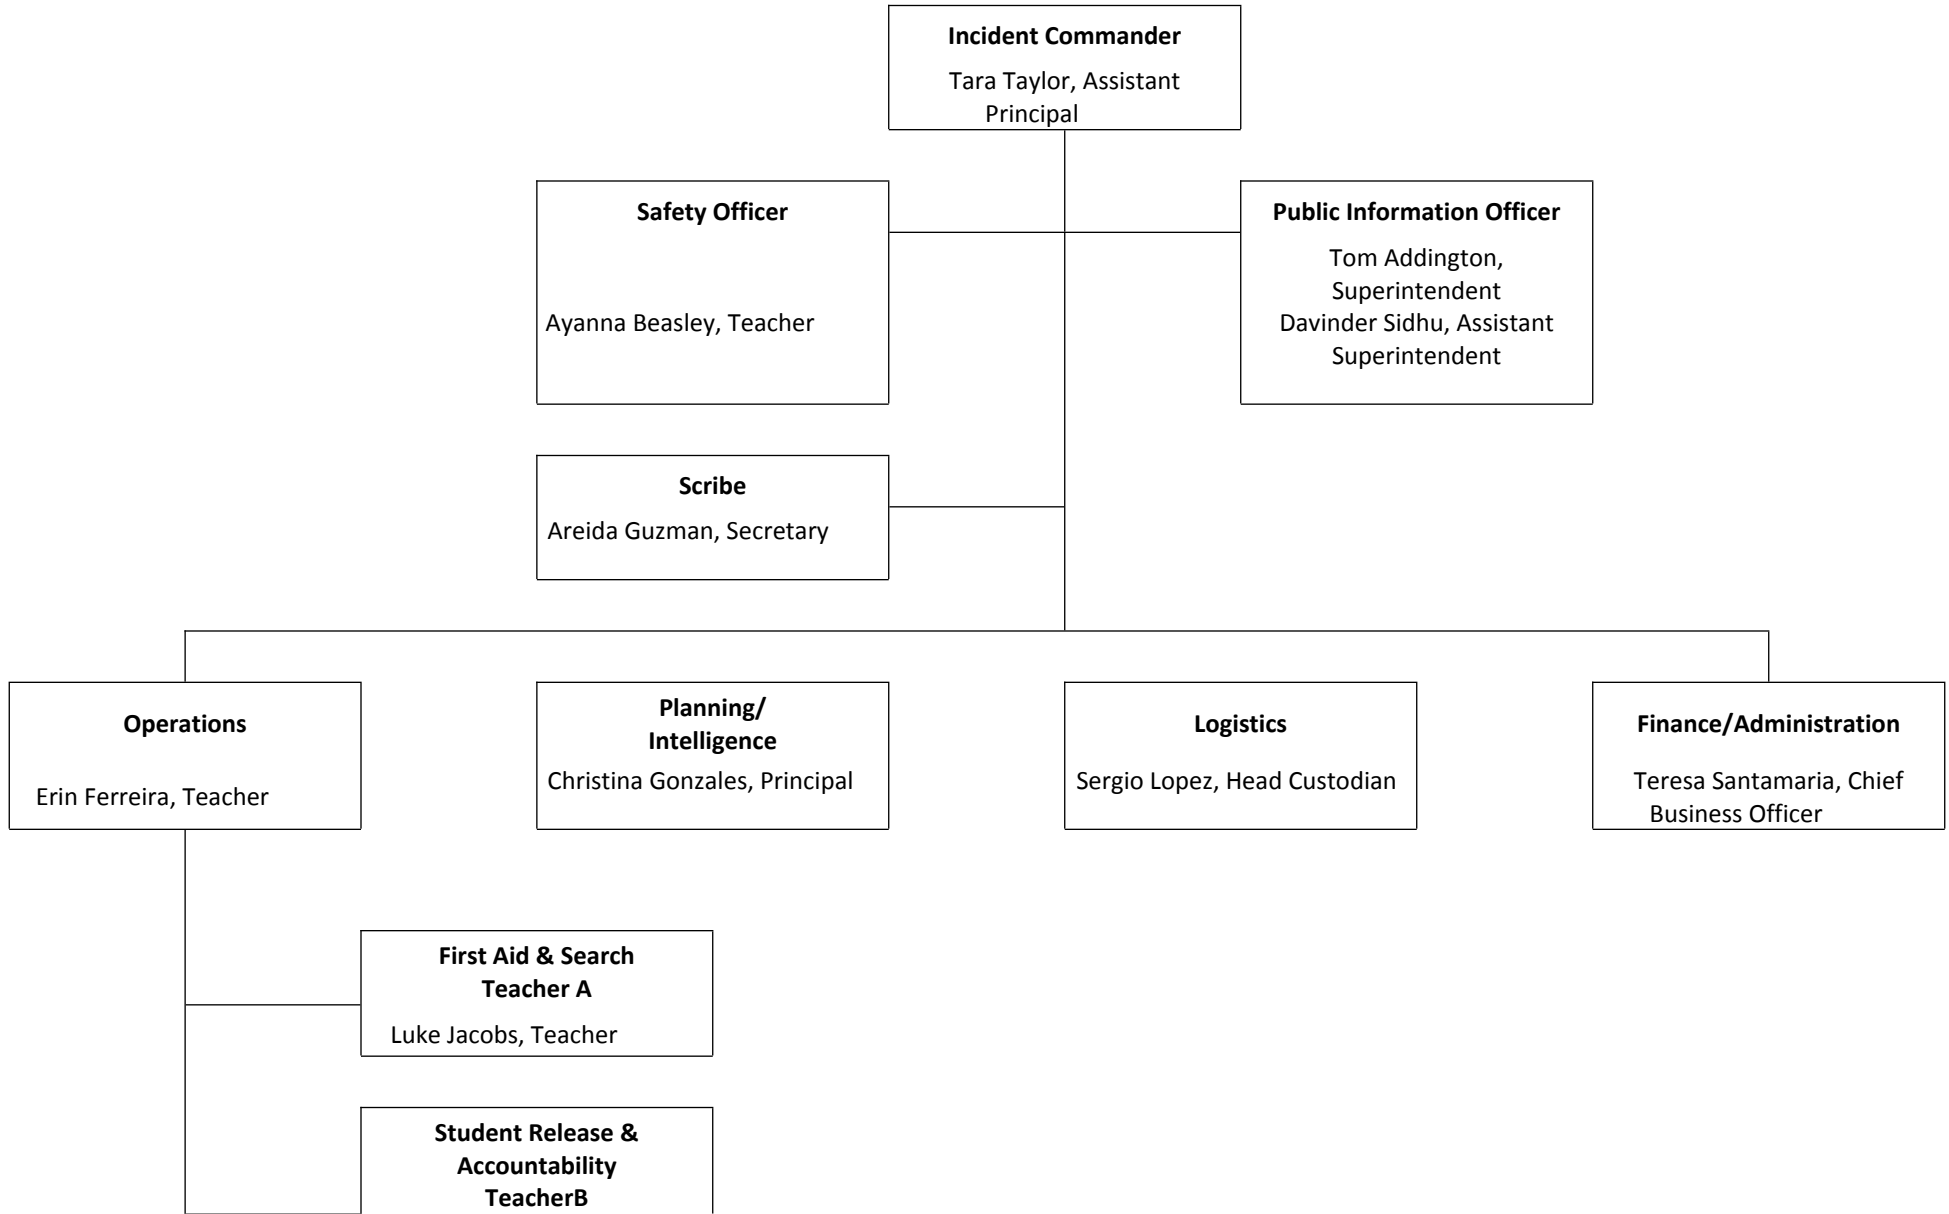 Incident Commander
Tara Taylor, Assistant
Principal
Safety Officer
Ayanna Beasley, Teacher
Public Information Officer
Tom Addington,
Superintendent
Davinder Sidhu, Assistant
Superintendent
Scribe
Areida Guzman, Secretary
Operations
Erin Ferreira, Teacher
Planning/
Intelligence
Christina Gonzales, Principal
Logistics
Sergio Lopez, Head Custodian
Finance/Administration
Teresa Santamaria, Chief
Business Officer
First Aid & Search
Teacher A
Luke Jacobs, Teacher
Student Release &
Accountability
TeacherB